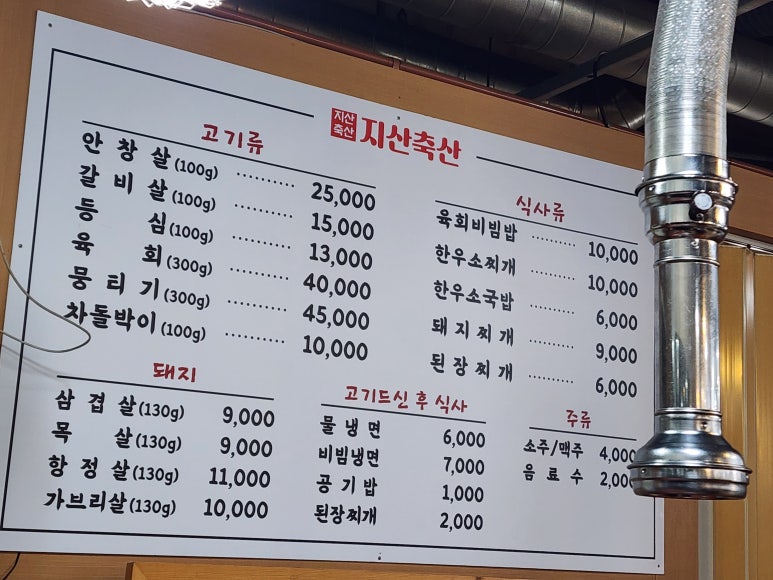 지산
축산
지산축산
고기류
안창살(100g) .......... 25,000
갈비살(100g) .......... 15,000
등심(100g) .......... 13,000
육회(300g) .......... 40,000
뭉티기(300g) .......... 45,000
차돌박이(100g) .......... 10,000
식사류
육회비빔밥 .......... 10,000
한우소찌개 .......... 10,000
한우소국밥 .......... 6,000
돼지찌개 .......... 9,000
된장찌개 .......... 6,000
돼지
삼겹살(130g) 9,000
목살(130g) 9,000
항정살(130g) 11,000
가브리살(130g) 10,000
고기드신 후 식사
물냉면 6,000
비빔냉면 7,000
공기밥 1,000
된장찌개 2,000
주류
소주/맥주 4,000
음료수 2,000